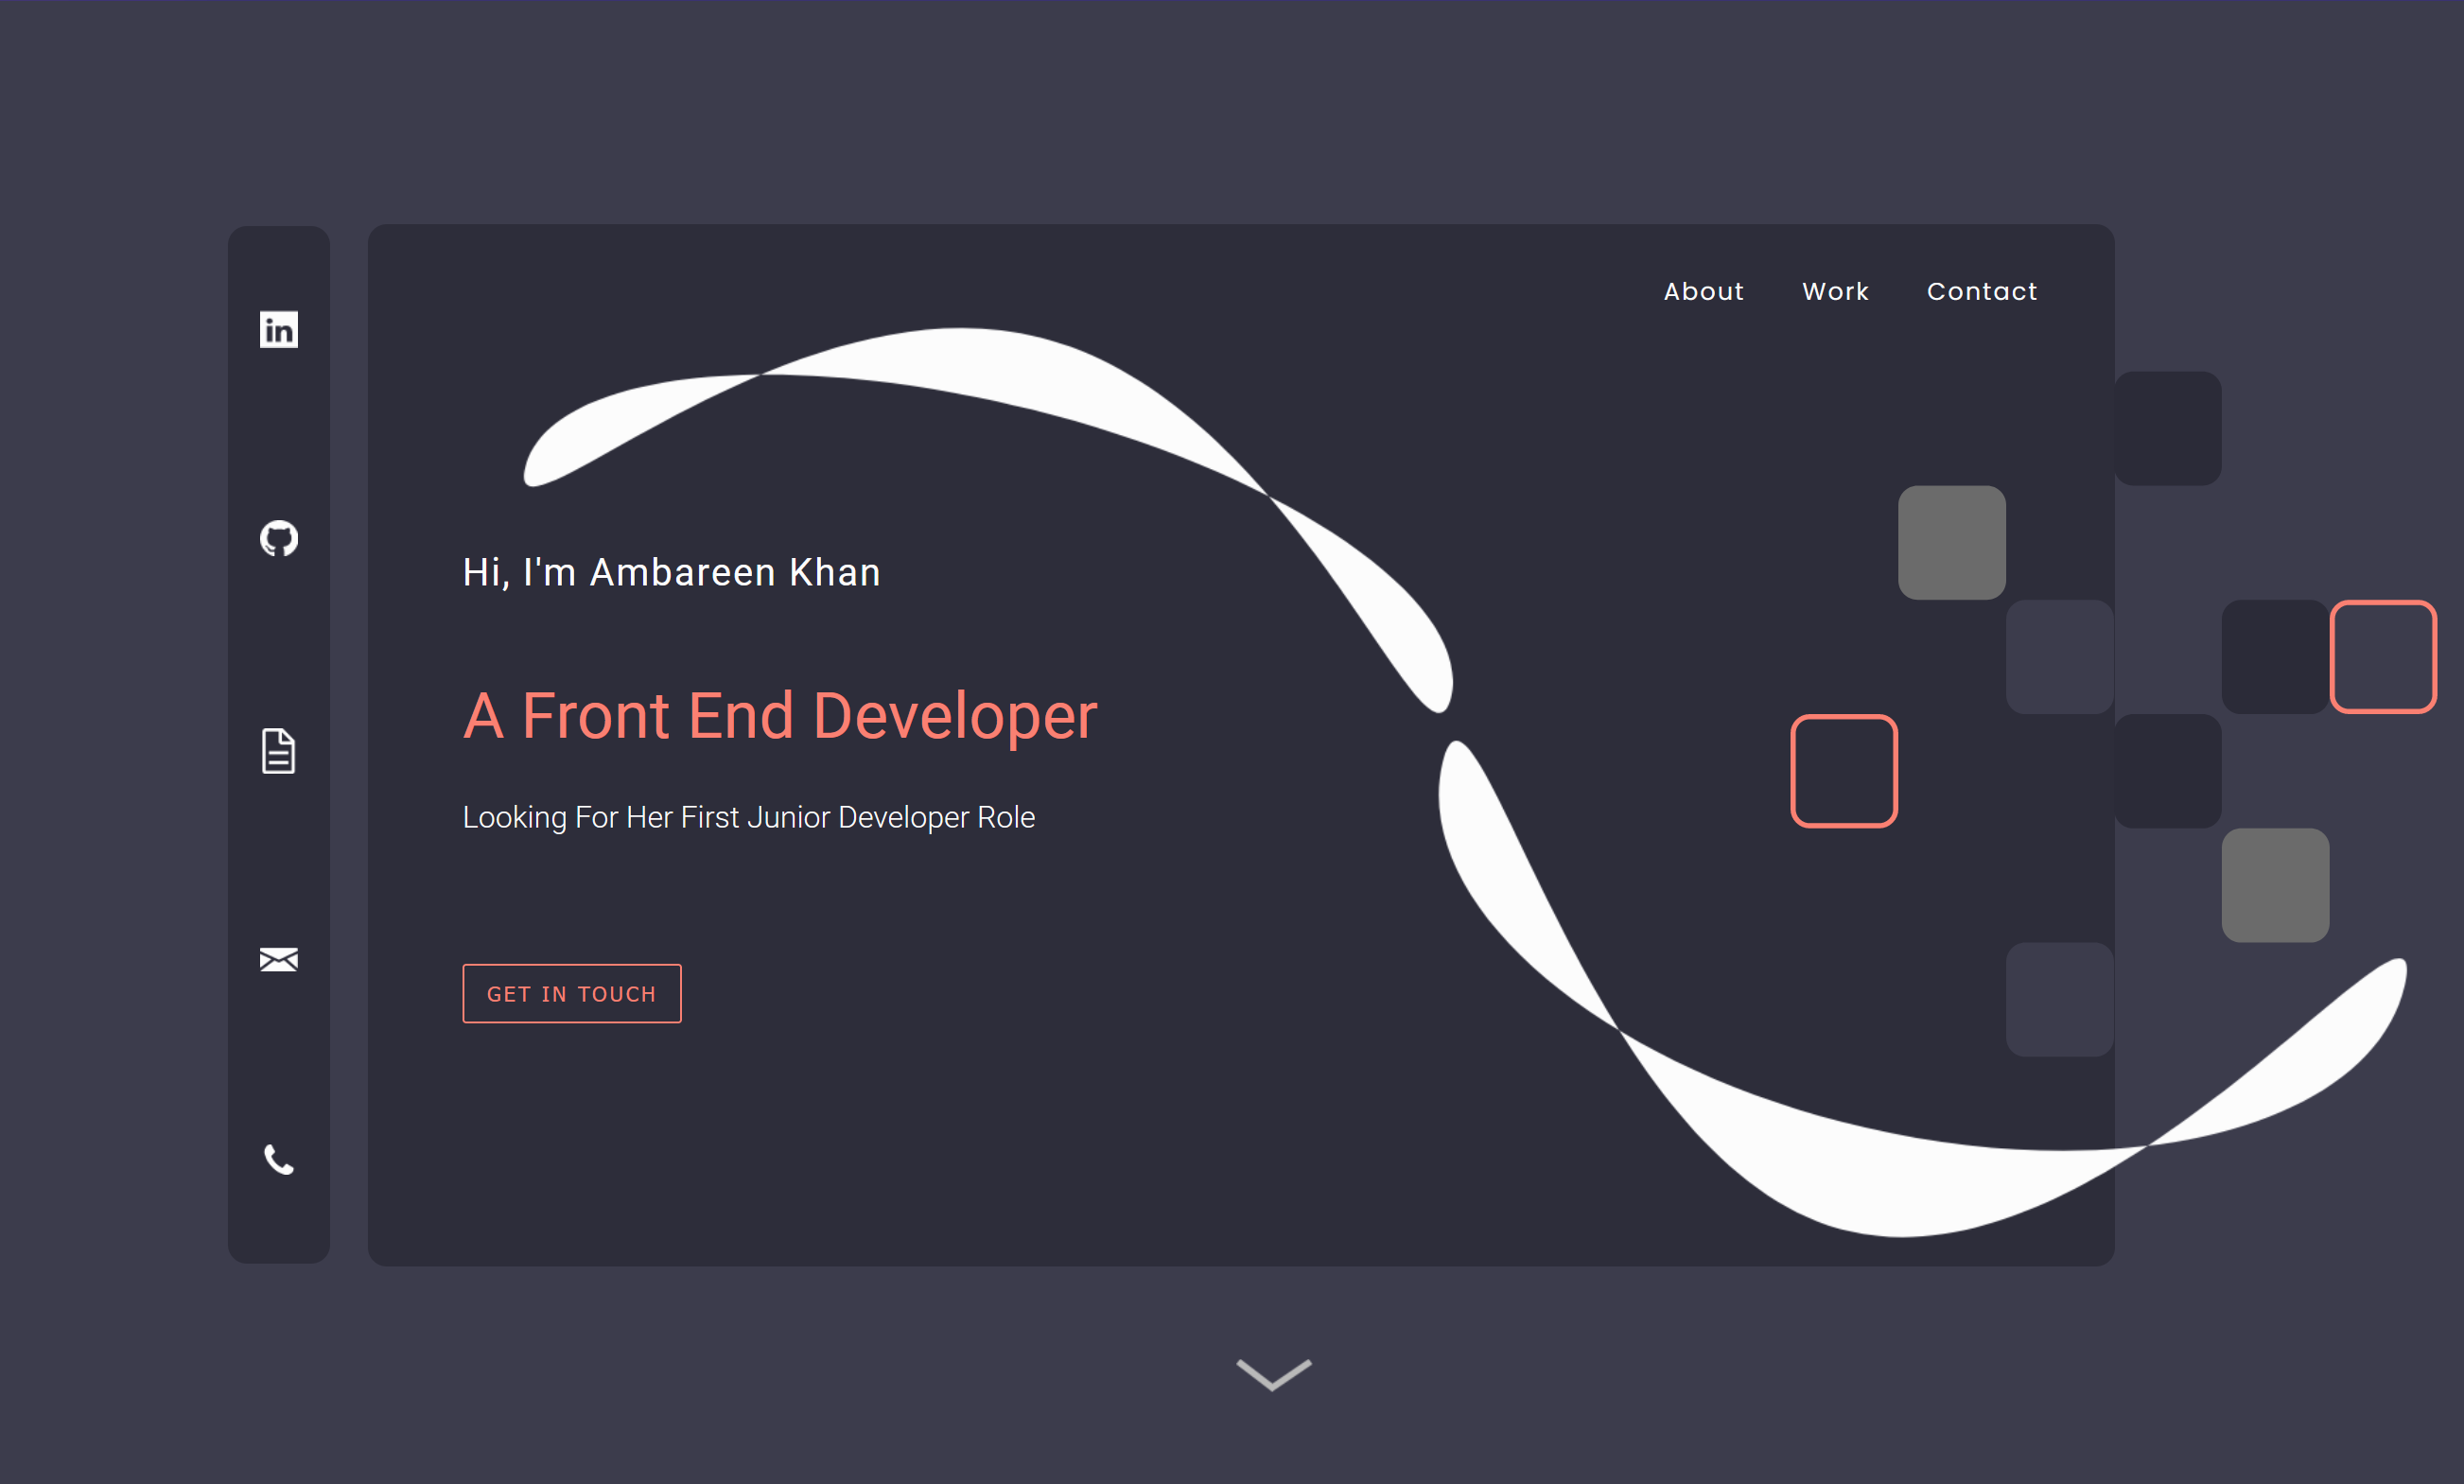 About Work Contact
in
Hi, I'm Ambareen Khan
A Front End Developer
Looking For Her First Junior Developer Role
GET IN TOUCH